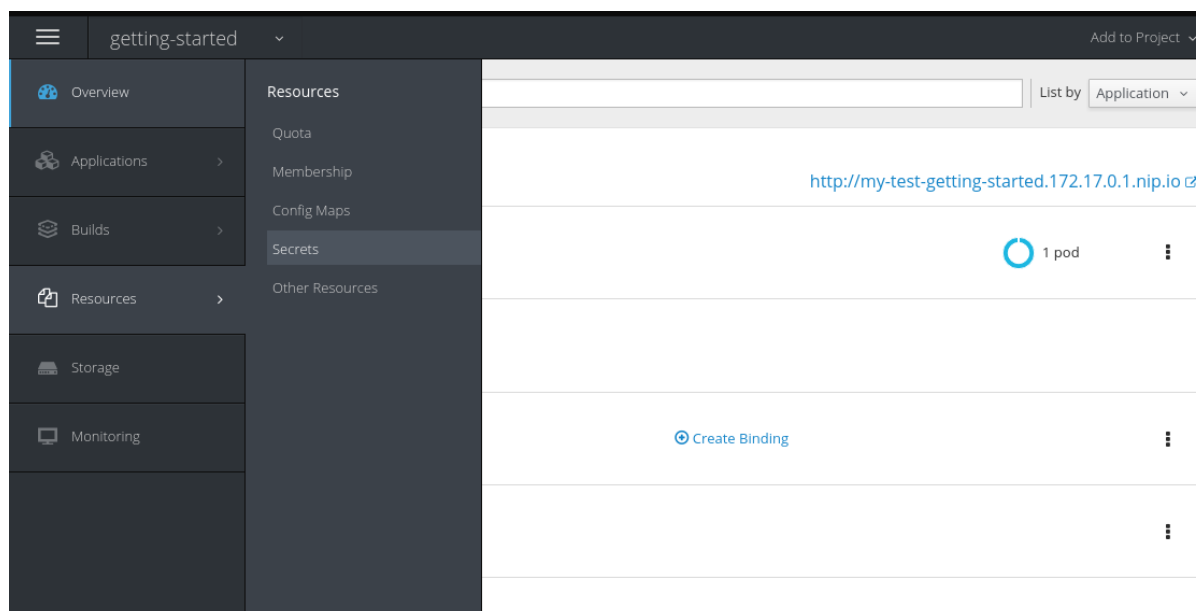 getting-started
Add to Project
Overview
Applications
Builds
Resources
Storage
Monitoring
Resources
Quota
Membership
Config Maps
Secrets
Other Resources
List by Application
http://my-test-getting-started.172.17.0.1.nip.io
1 pod
Create Binding